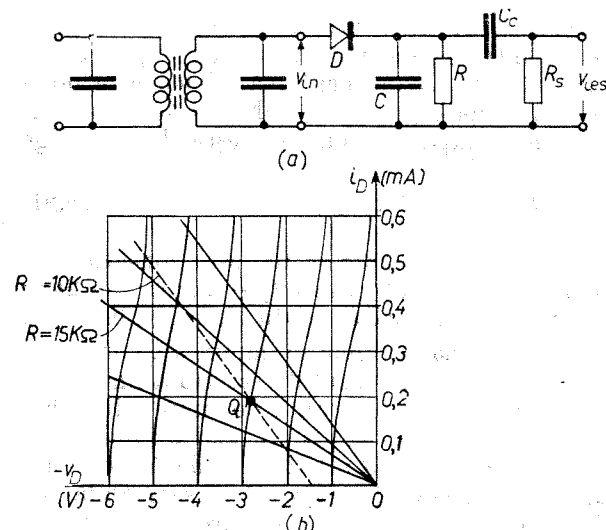 C_c
V_in
D
C
R
R_s
V_ies
(a)
i_D (mA)
0,6
0,5
R =10KΩ
0,4
R=15KΩ
0,3
0,2
Q
0,1
-V_D
(V) -6 -5 -4 -3 -2 -1 0
(b)